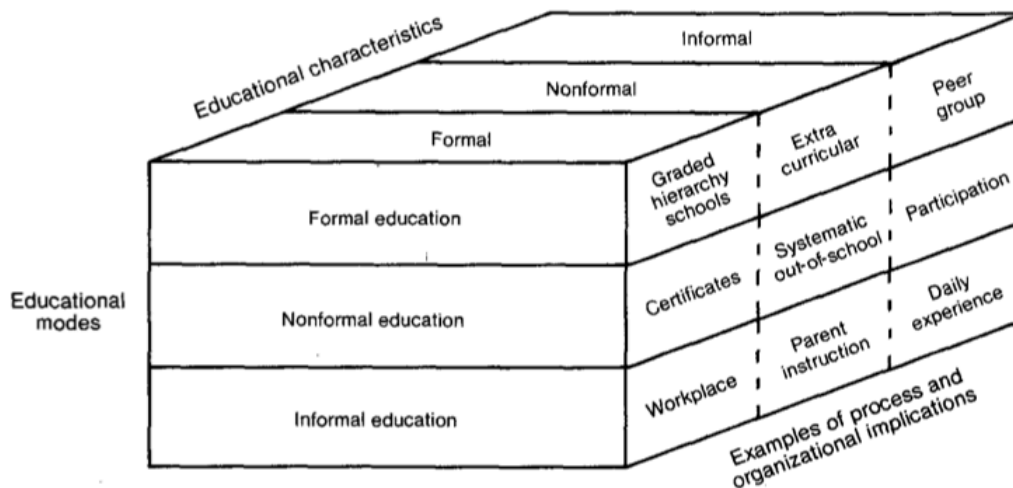 Educational characteristics
Informal
Nonformal
Formal
Educational
modes
Formal education
Nonformal education
Informal education
Graded
hierarchy
schools
Extra
curricular
Peer
group
Certificates
Systematic
out-of-school
Participation
Workplace
Parent
instruction
Daily
experience
Examples of process and
organizational implications